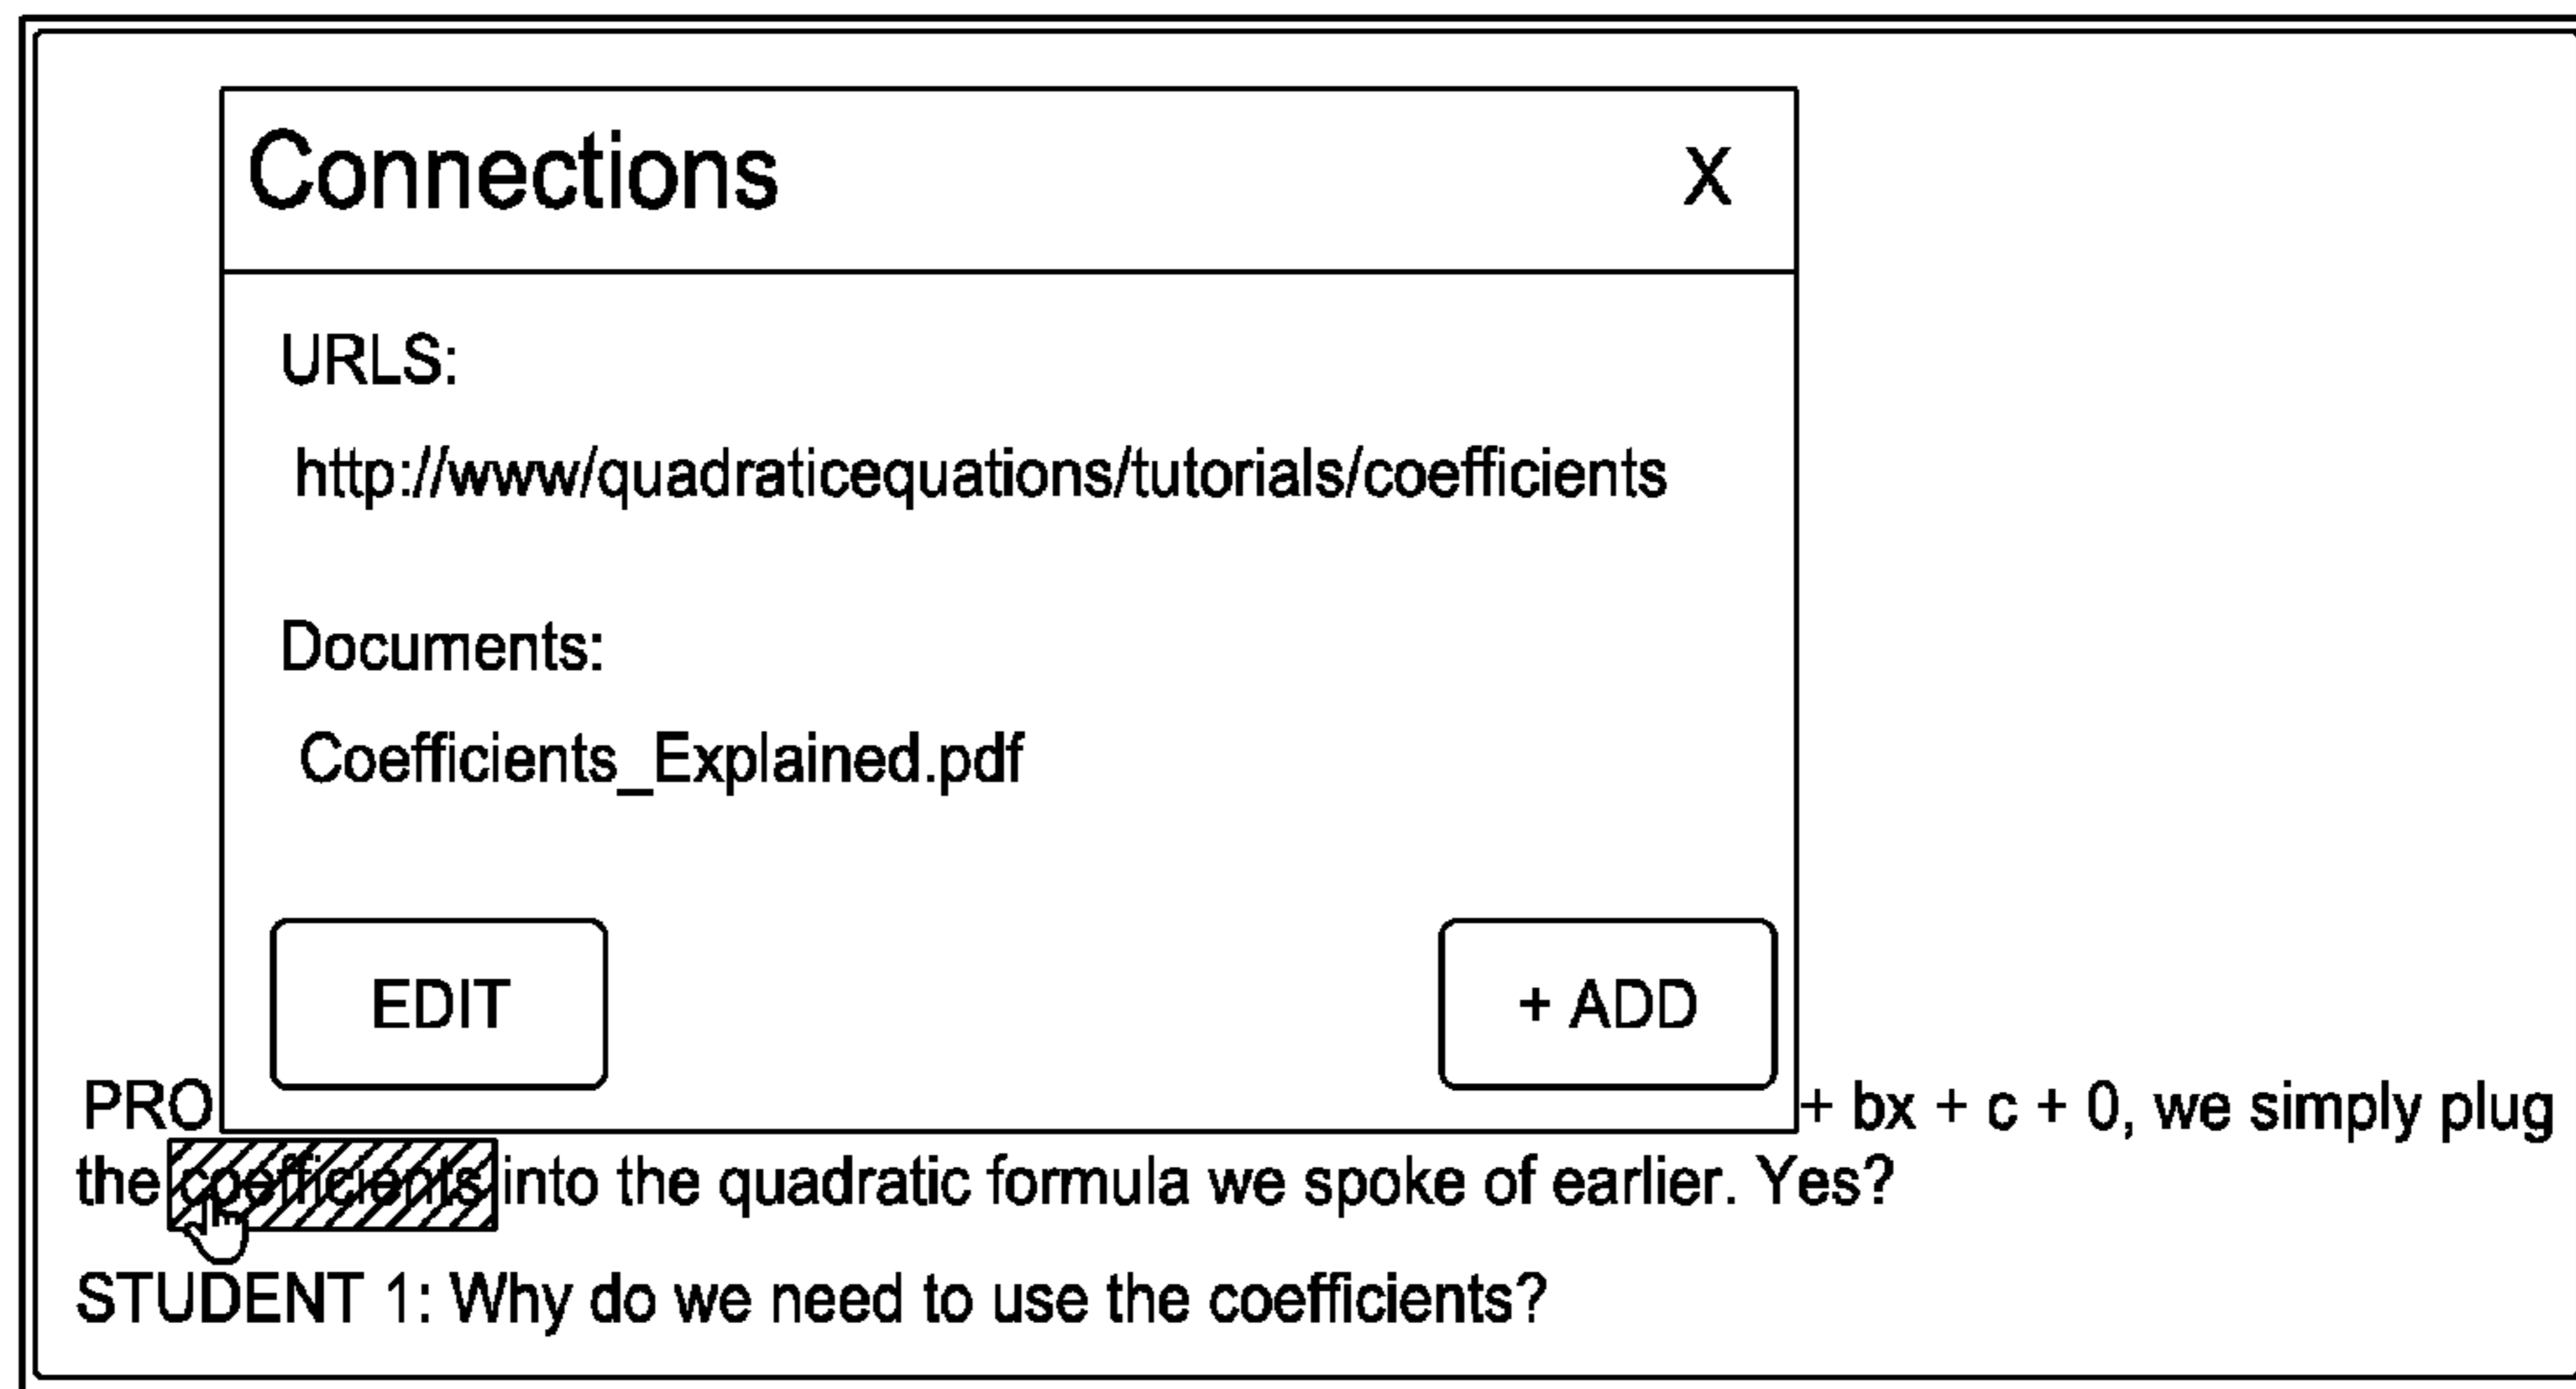 Connections X
URLS:
http://www/quadraticequations/tutorials/coefficients
Documents:
Coefficients_Explained.pdf
EDIT + ADD
PRO + bx + c + 0, we simply plug
the coefficients into the quadratic formula we spoke of earlier. Yes?
STUDENT 1: Why do we need to use the coefficients?